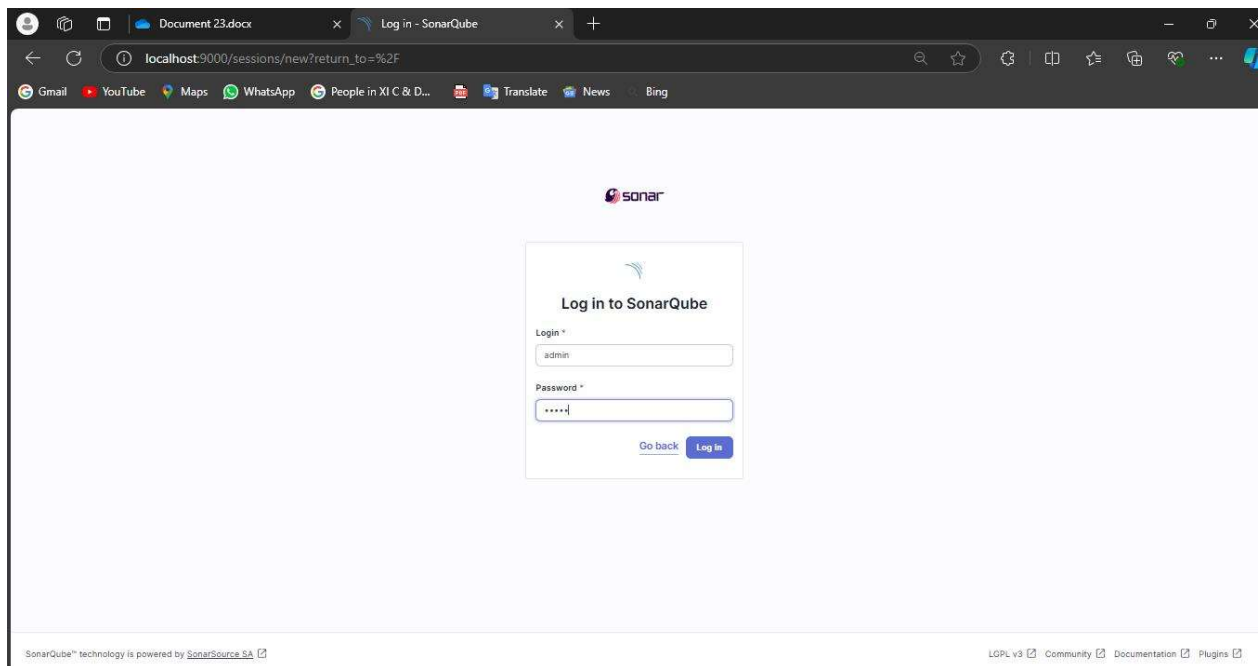 Document 23.docx
Log in - SonarQube
localhost:9000/sessions/new?return_to=%2F
Gmail YouTube Maps WhatsApp People in XI C & D... Translate News Bing
sonar
Log in to SonarQube
Login *
admin
Password *
•••••
Go back Log in
SonarQube™ technology is powered by SonarSource SA LGPL v3 Community Documentation Plugins